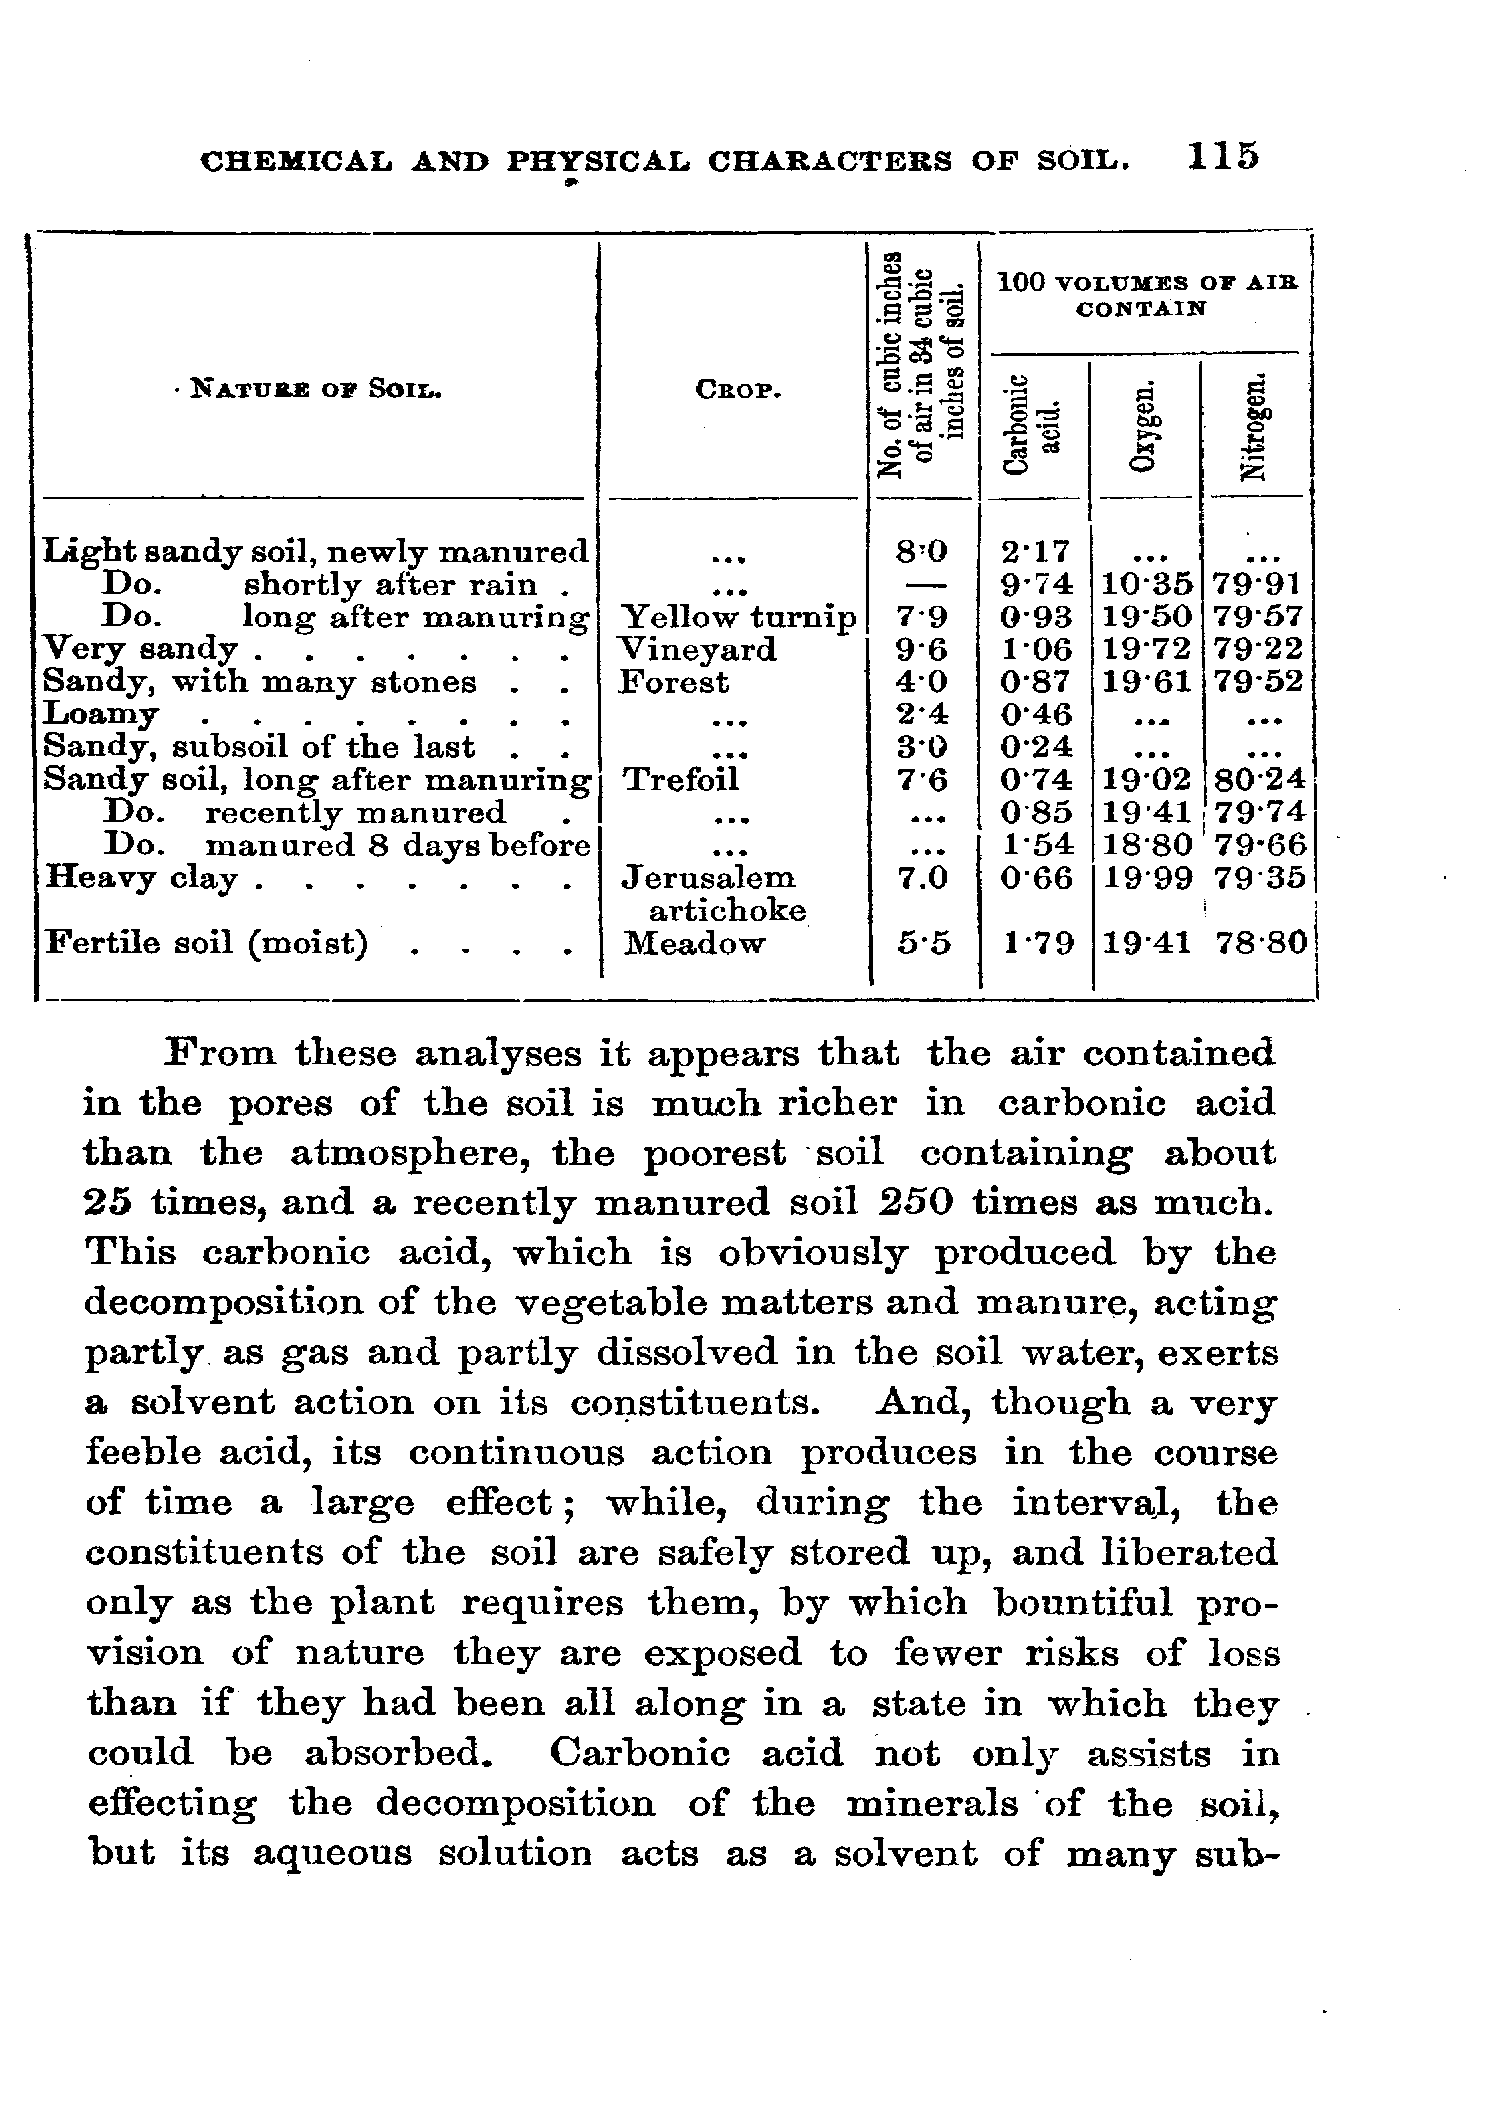 CHEMICAL AND PHYSICAL CHARACTERS OF SOIL. 115
NATURE OF SOIL.
CROP.
No. of cubic inches
of air in 34 cubic
inches of soil.
100 VOLUMES OF AIR
CONTAIN
Carbonic
acid.
Oxygen.
Nitrogen.
Light sandy soil, newly manured ... 8·0 2·17 ... ...
Do. shortly after rain . ... — 9·74 10·35 79·91
Do. long after manuring Yellow turnip 7·9 0·93 19·50 79·57
Very sandy . . . . . . . Vineyard 9·6 1·06 19·72 79·22
Sandy, with many stones . . Forest 4·0 0·87 19·61 79·52
Loamy . . . . . . . . ... 2·4 0·46 ... ...
Sandy, subsoil of the last . . ... 3·0 0·24 ... ...
Sandy soil, long after manuring Trefoil 7·6 0·74 19·02 80·24
Do. recently manured . ... ... 0·85 19·41 79·74
Do. manured 8 days before ... ... 1·54 18·80 79·66
Heavy clay . . . . . . . Jerusalem 7.0 0·66 19·99 79·35
artichoke
Fertile soil (moist) . . . . Meadow 5·5 1·79 19·41 78·80
From these analyses it appears that the air contained
in the pores of the soil is much richer in carbonic acid
than the atmosphere, the poorest soil containing about
25 times, and a recently manured soil 250 times as much.
This carbonic acid, which is obviously produced by the
decomposition of the vegetable matters and manure, acting
partly as gas and partly dissolved in the soil water, exerts
a solvent action on its constituents. And, though a very
feeble acid, its continuous action produces in the course
of time a large effect; while, during the interval, the
constituents of the soil are safely stored up, and liberated
only as the plant requires them, by which bountiful pro-
vision of nature they are exposed to fewer risks of loss
than if they had been all along in a state in which they
could be absorbed. Carbonic acid not only assists in
effecting the decomposition of the minerals of the soil,
but its aqueous solution acts as a solvent of many sub-